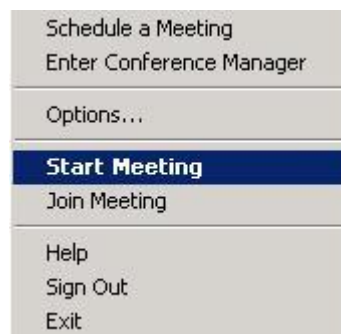 Schedule a Meeting
Enter Conference Manager
Options...
Start Meeting
Join Meeting
Help
Sign Out
Exit